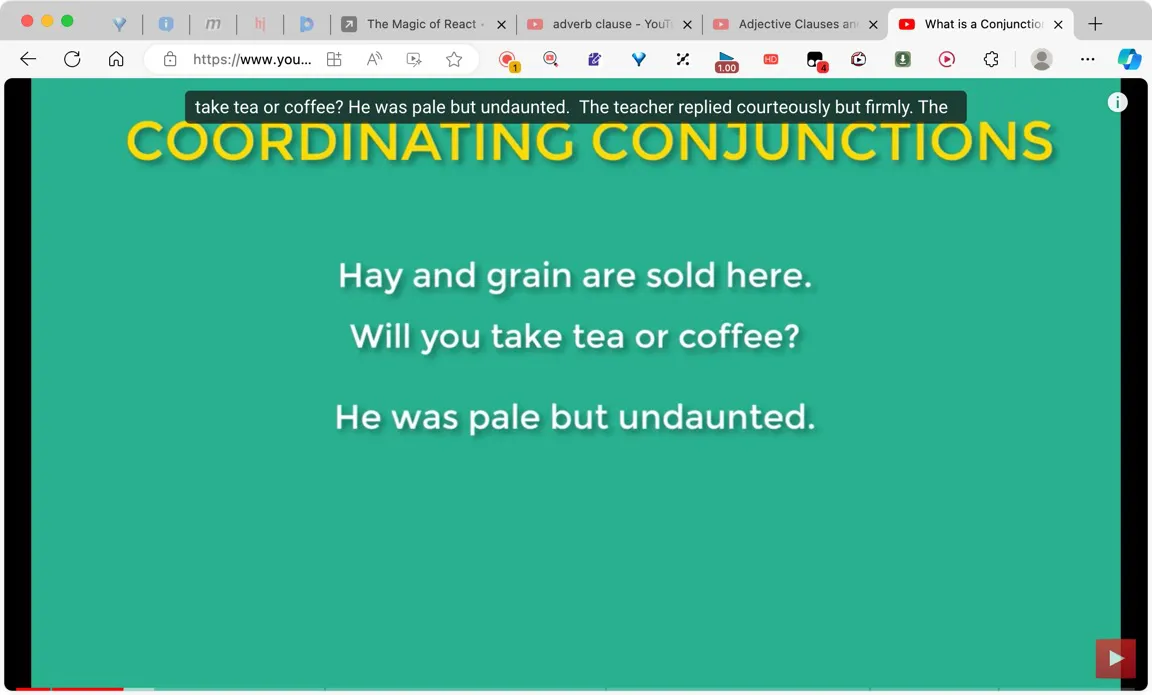 m
hj
The Magic of React -
adverb clause - YouT
Adjective Clauses an
What is a Conjunctio
https://www.you...
A
1
1.00
HD
4
take tea or coffee? He was pale but undaunted. The teacher replied courteously but firmly. The
i
COORDINATING CONJUNCTIONS
Hay and grain are sold here.
Will you take tea or coffee?
He was pale but undaunted.